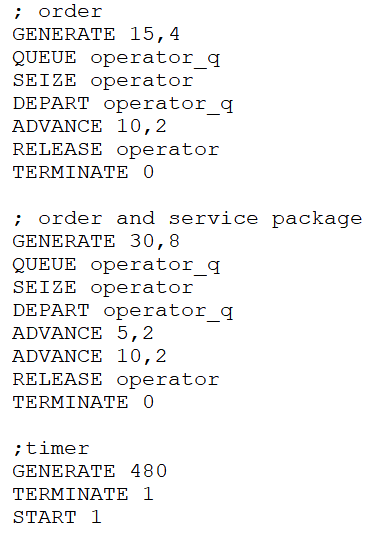 ; order
GENERATE 15,4
QUEUE operator_q
SEIZE operator
DEPART operator_q
ADVANCE 10,2
RELEASE operator
TERMINATE 0

; order and service package
GENERATE 30,8
QUEUE operator_q
SEIZE operator
DEPART operator_q
ADVANCE 5,2
ADVANCE 10,2
RELEASE operator
TERMINATE 0

;timer
GENERATE 480
TERMINATE 1
START 1